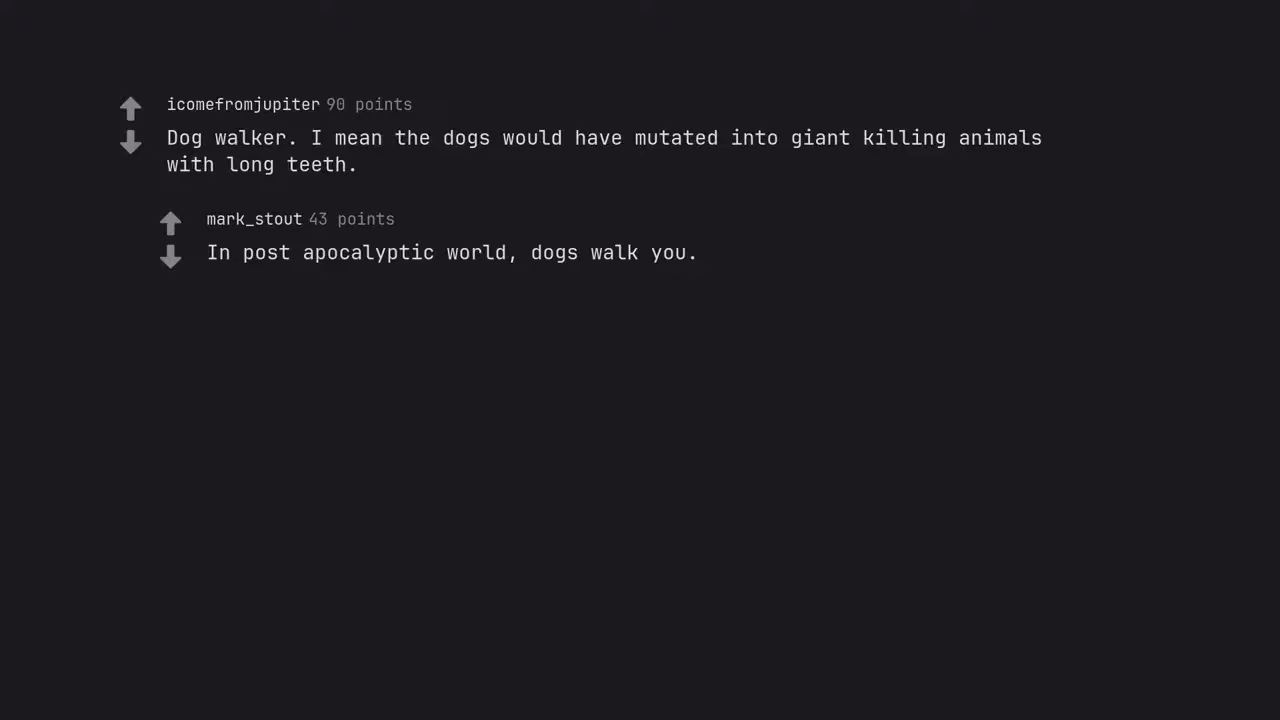 icomefromjupiter 90 points
Dog walker. I mean the dogs would have mutated into giant killing animals
with long teeth.
mark_stout 43 points
In post apocalyptic world, dogs walk you.